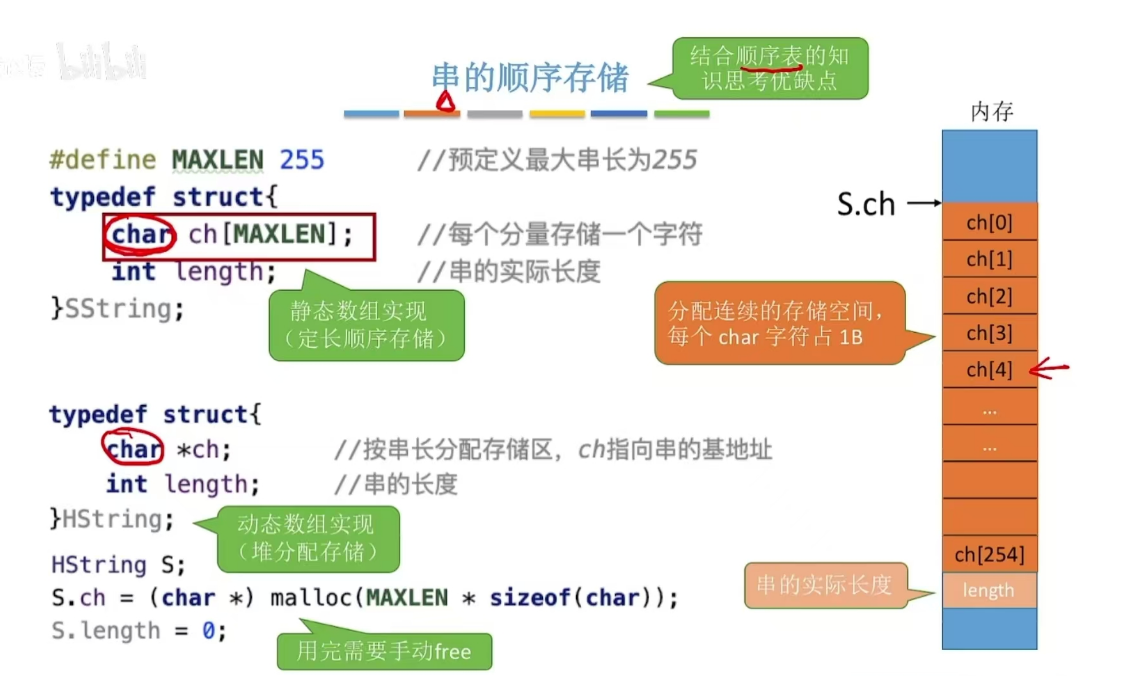 bilibili
串的顺序存储
结合顺序表的知
识思考优缺点
内存
#define MAXLEN 255 //预定义最大串长为255
typedef struct{
char ch[MAXLEN]; //每个分量存储一个字符
int length; //串的实际长度
}SString;
静态数组实现
（定长顺序存储）
S.ch
ch[0]
ch[1]
ch[2]
ch[3]
ch[4]
...
...
ch[254]
length
分配连续的存储空间，
每个 char 字符占 1B
串的实际长度
typedef struct{
char *ch; //按串长分配存储区，ch指向串的基地址
int length; //串的长度
}HString;
动态数组实现
（堆分配存储）
HString S;
S.ch = (char *) malloc(MAXLEN * sizeof(char));
S.length = 0;
用完需要手动free